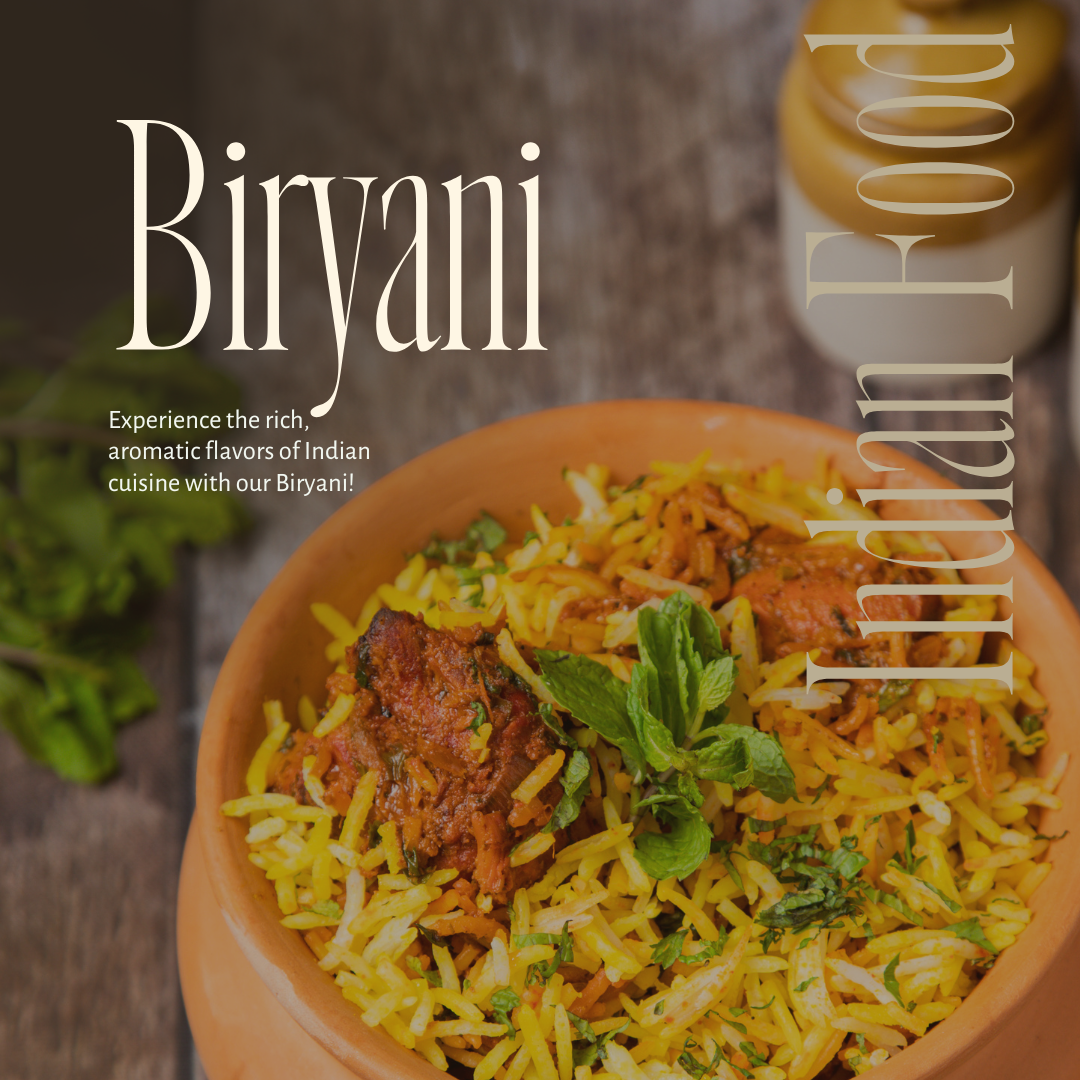 Biryani
Experience the rich,
aromatic flavors of Indian
cuisine with our Biryani!
Indian Food